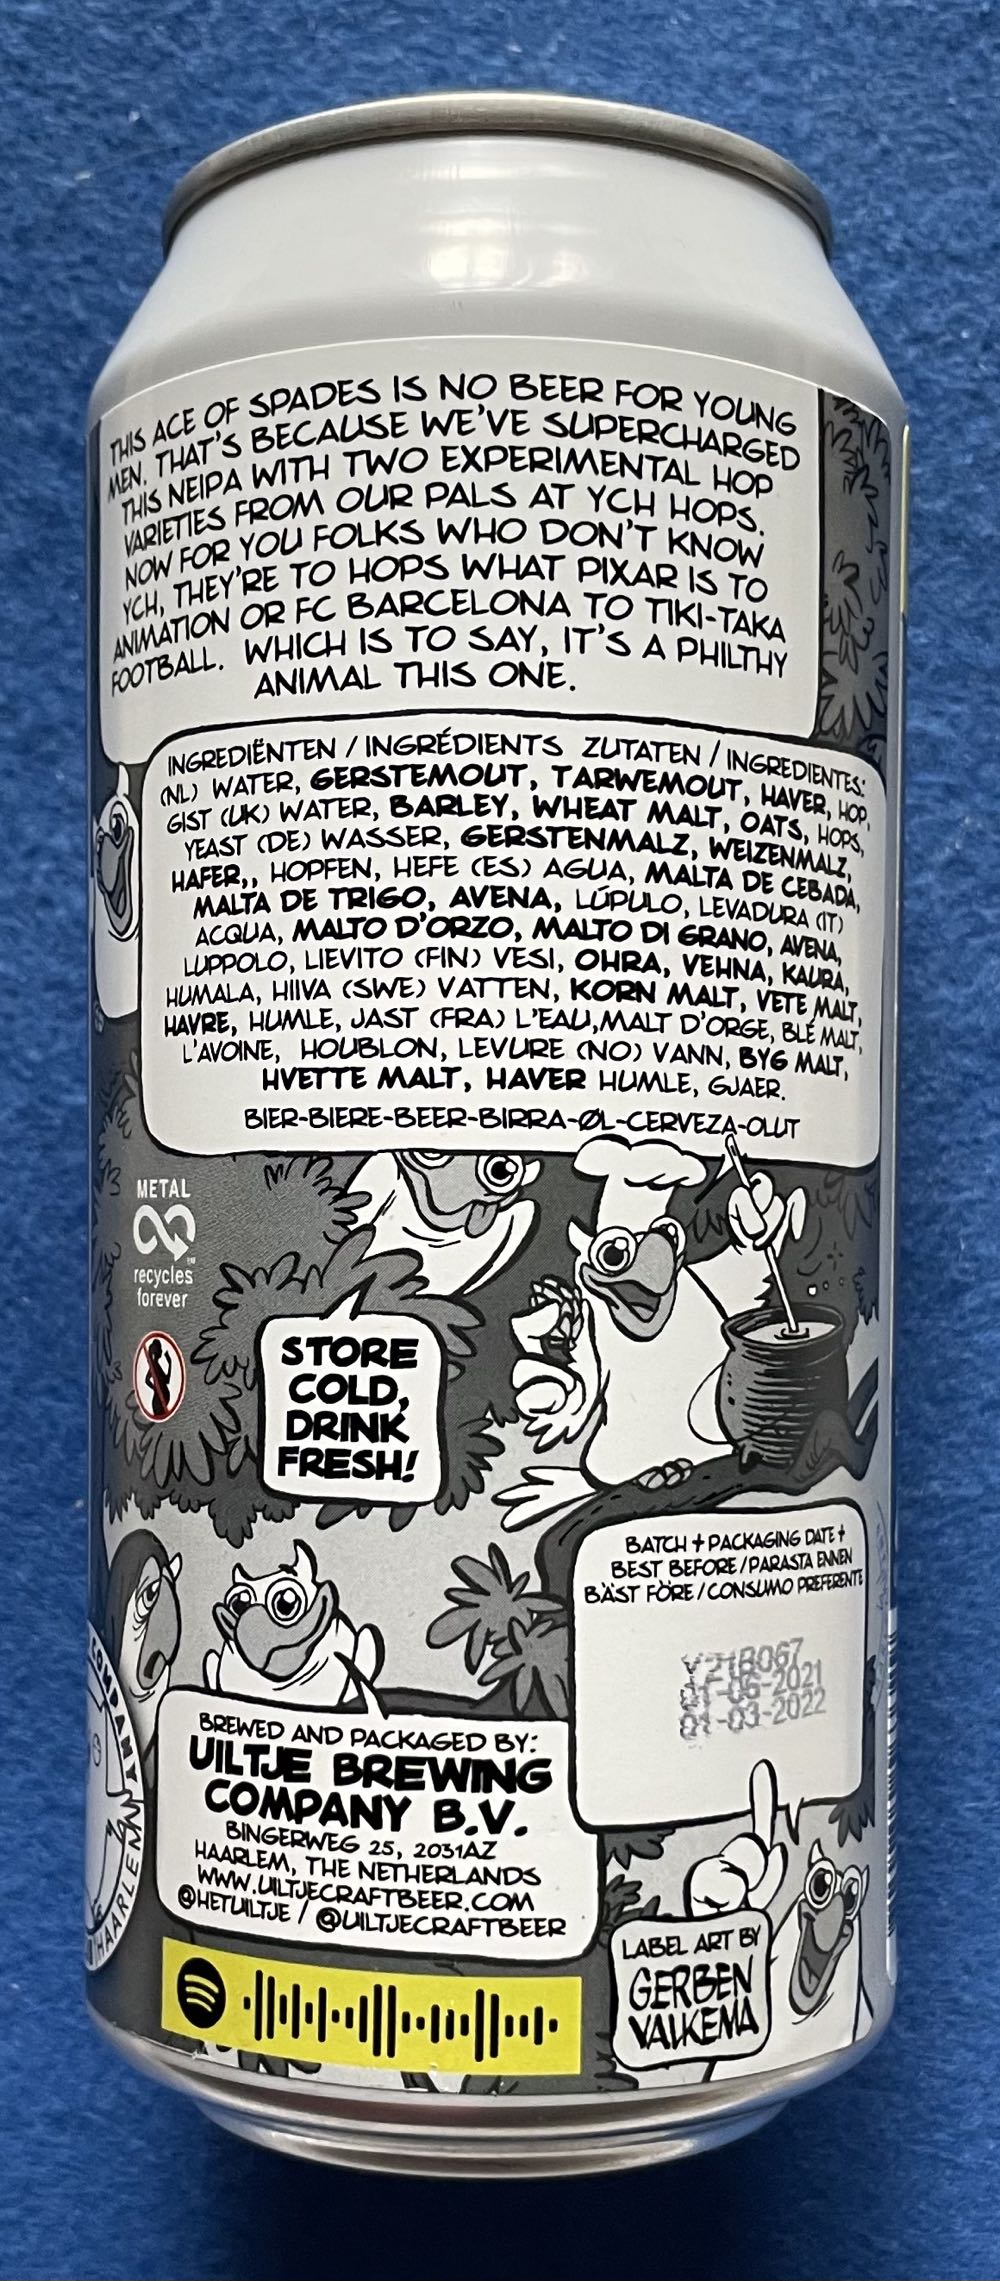 THIS ACE OF SPADES IS NO BEER FOR YOUNG
MEN. THAT'S BECAUSE WE'VE SUPERCHARGED
THIS NEIPA WITH TWO EXPERIMENTAL HOP
VARIETIES FROM OUR PALS AT YCH HOPS.
NOW FOR YOU FOLKS WHO DON'T KNOW
YCH, THEY'RE TO HOPS WHAT PIXAR IS TO
ANIMATION OR FC BARCELONA TO TIKI-TAKA
FOOTBALL. WHICH IS TO SAY, IT'S A PHILTHY
ANIMAL THIS ONE.
INGREDIËNTEN / INGRÉDIENTS ZUTATEN / INGREDIENTES:
(NL) WATER, GERSTEMOUT, TARWEMOUT, HAVER, HOP,
GIST (UK) WATER, BARLEY, WHEAT MALT, OATS, HOPS,
YEAST (DE) WASSER, GERSTENMALZ, WEIZENMALZ,
HAFER,, HOPFEN, HEFE (ES) AGUA, MALTA DE CEBADA,
MALTA DE TRIGO, AVENA, LÚPULO, LEVADURA (IT)
ACQUA, MALTO D'ORZO, MALTO DI GRANO, AVENA,
LUPPOLO, LIEVITO (FIN) VESI, OHRA, VEHNA, KAURA,
HUMALA, HIIVA (SWE) VATTEN, KORN MALT, VETE MALT,
HAVRE, HUMLE, JAST (FRA) L'EAU,MALT D'ORGE, BLÉ MALT,
L'AVOINE, HOUBLON, LEVURE (NO) VANN, BYG MALT,
HVETTE MALT, HAVER HUMLE, GJAER.
BIER-BIERE-BEER-BIRRA-ØL-CERVEZA-OLUT
METAL
recycles
forever
STORE
COLD,
DRINK
FRESH!
BATCH + PACKAGING DATE +
BEST BEFORE / PARASTA ENNEN
BÄST FÖRE / CONSUMO PREFERENTE
Y21B067
01-06-2021
01-03-2022
BREWED AND PACKAGED BY:
UILTJE BREWING
COMPANY B.V.
BINGERWEG 25, 2031AZ
HAARLEM, THE NETHERLANDS
WWW.UILTJECRAFTBEER.COM
@HETUILTJE / @UILTJECRAFTBEER
COMPANY
HAARLEM
LABEL ART BY
GERBEN
VALKEMA